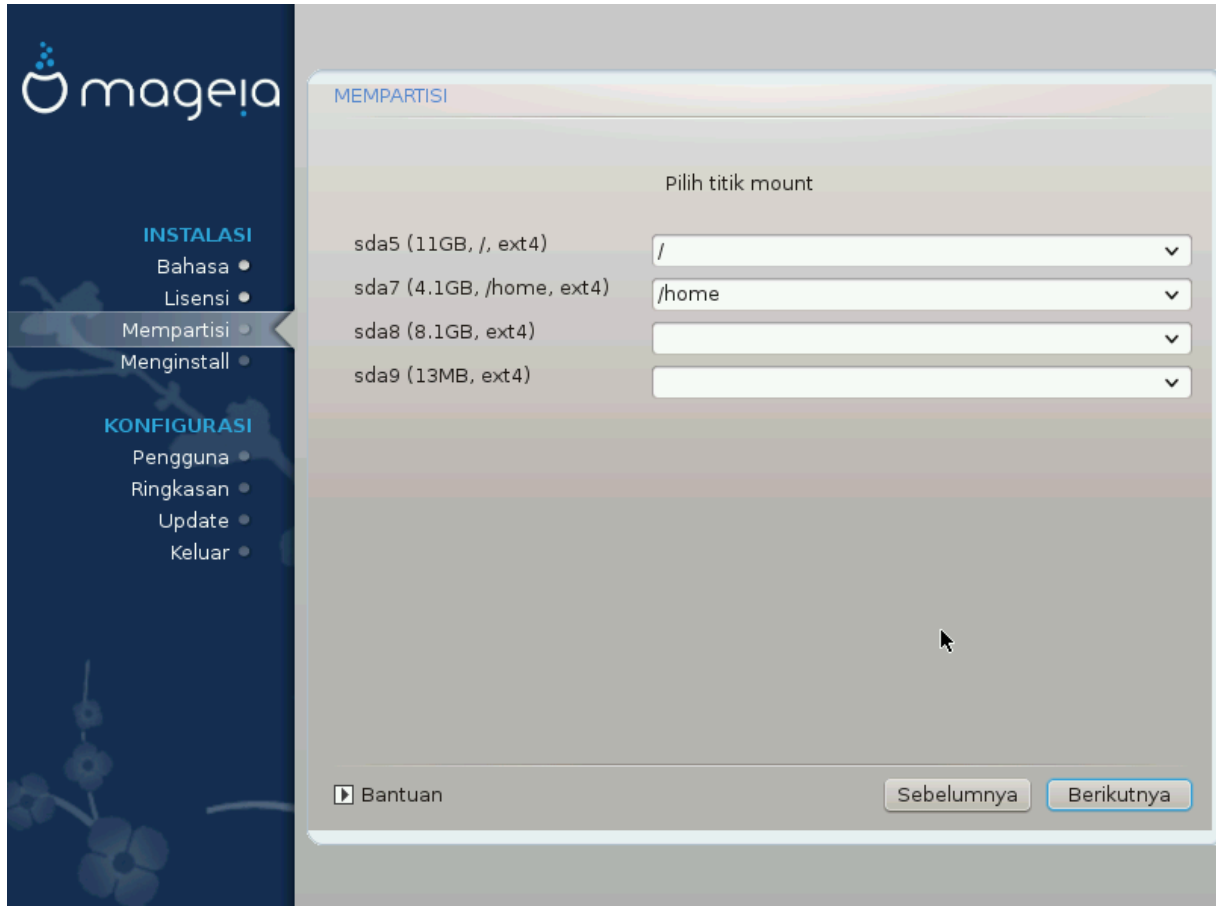 mageia
INSTALASI
Bahasa
Lisensi
Mempartisi
Menginstall
KONFIGURASI
Pengguna
Ringkasan
Update
Keluar
MEMPARTISI
Pilih titik mount
sda5 (11GB, /, ext4) /
sda7 (4.1GB, /home, ext4) /home
sda8 (8.1GB, ext4)
sda9 (13MB, ext4)
Bantuan Sebelumnya Berikutnya